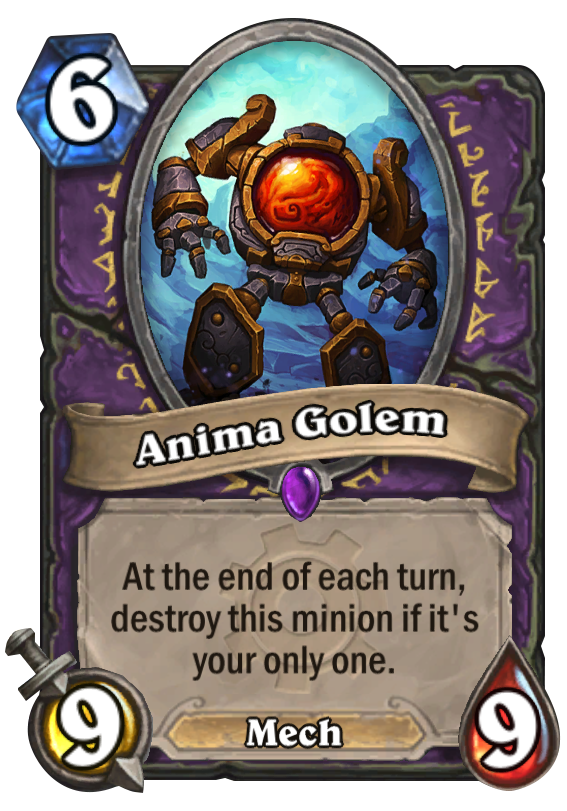 6
Anima Golem
At the end of each turn,
destroy this minion if it's
your only one.
9
Mech
9